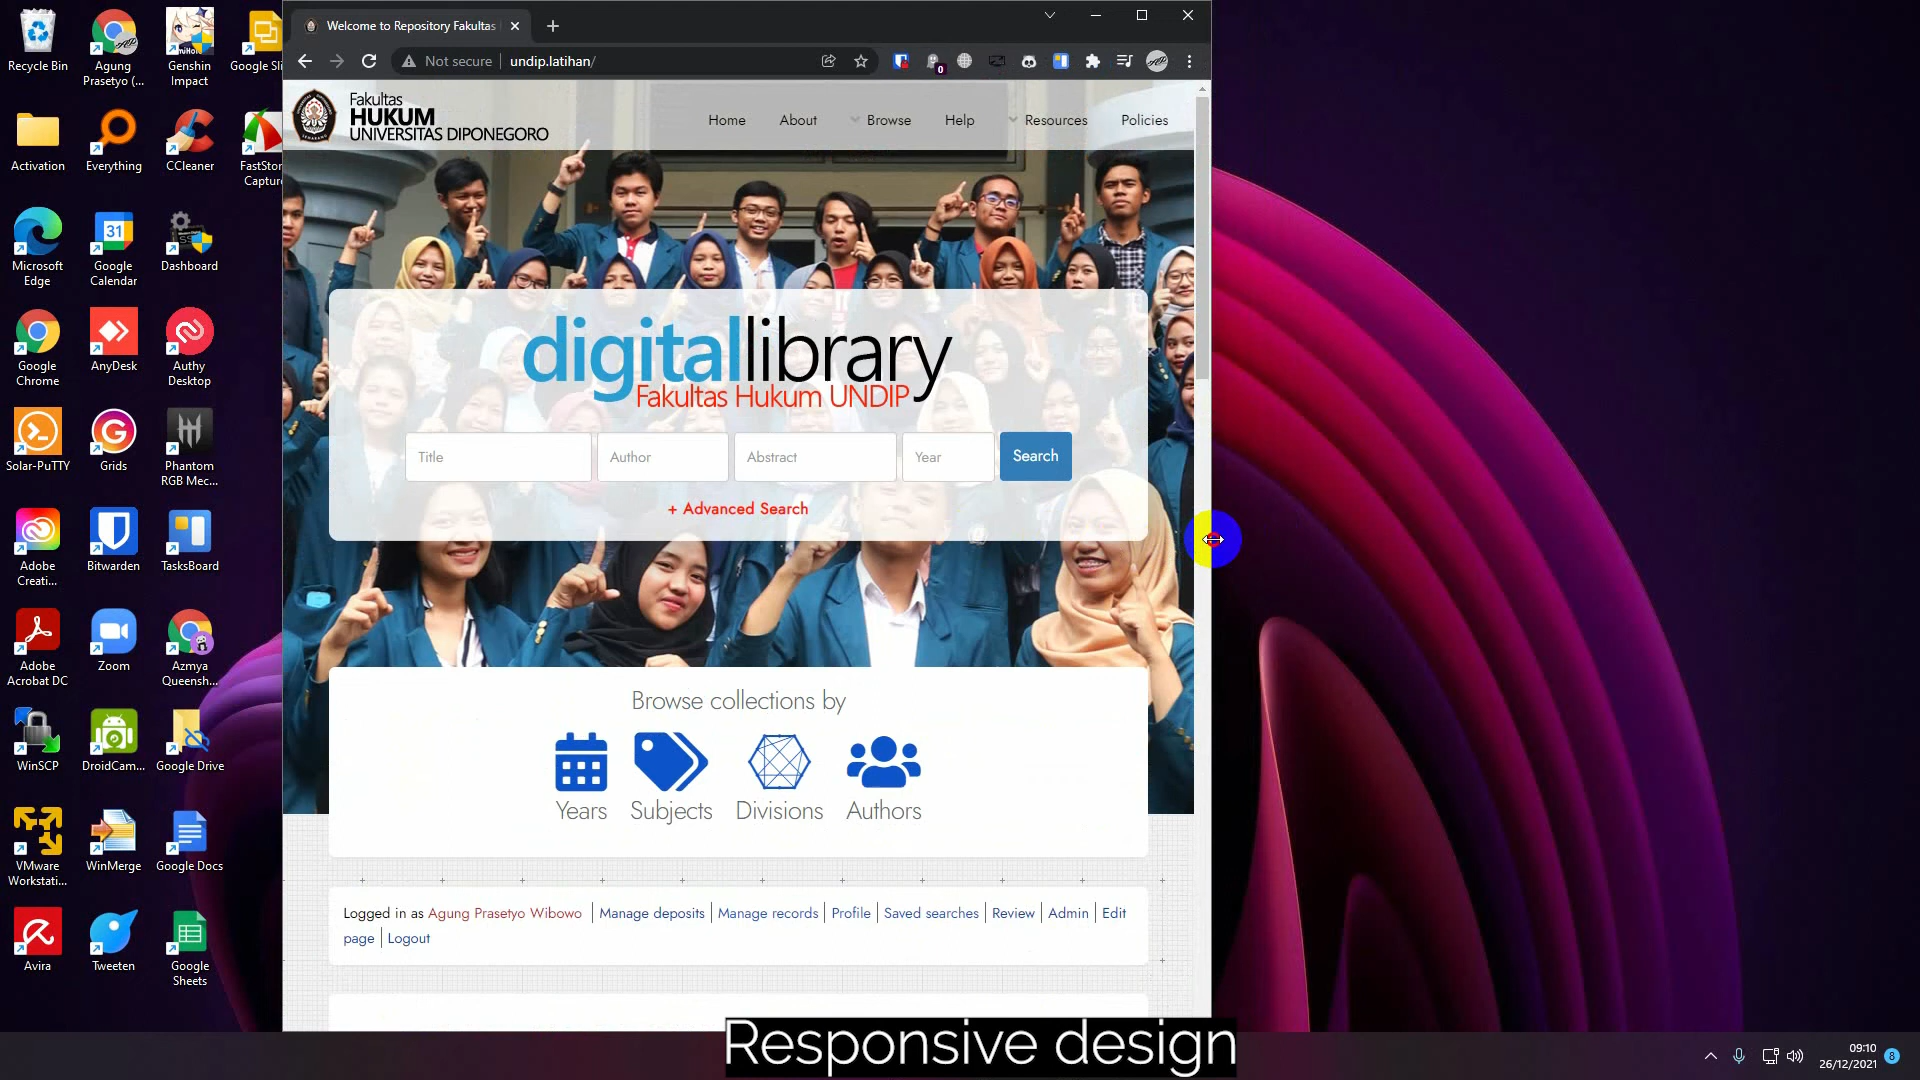 Recycle Bin
Agung
Prasetyo (...
Genshin
Impact
Google Sli
Activation
Everything
CCleaner
FastSton
Captur
Microsoft
Edge
31
Google
Calendar
Dashboard
Google
Chrome
AnyDesk
Authy
Desktop
Solar-PuTTY
Grids
Phantom
RGB Mec...
Adobe
Creati...
Bitwarden
TasksBoard
Adobe
Acrobat DC
Zoom
Azmya
Queensh...
WinSCP
DroidCam...
Google Drive
VMware
Workstati...
WinMerge
Google Docs
Avira
Tweeten
Google
Sheets
Welcome to Repository Fakultas
Not secure
undip.latihan/
0
Fakultas
HUKUM
UNIVERSITAS DIPONEGORO
Home
About
Browse
Help
Resources
Policies
digitallibrary
Fakultas Hukum UNDIP
Title
Author
Abstract
Year
Search
+ Advanced Search
Browse collections by
Years
Subjects
Divisions
Authors
Logged in as Agung Prasetyo Wibowo | Manage deposits | Manage records | Profile | Saved searches | Review | Admin | Edit
page | Logout
Responsive design
09:10
26/12/2021
8